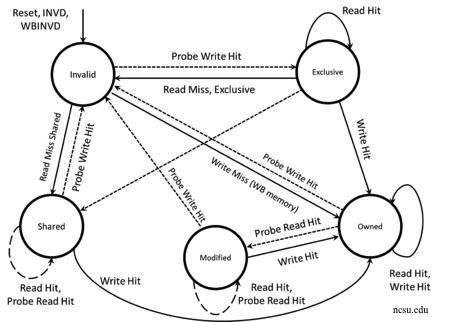 Reset, INVD,
WBINVD
Read Hit
Probe Write Hit
Invalid
Exclusive
Read Miss, Exclusive
Read Miss Shared
Probe Write Hit
Probe Write Hit
Write Miss (WB memory)
Probe Write Hit
Write Hit
Shared
Probe Read Hit
Owned
Modified
Write Hit
Read Hit,
Probe Read Hit
Write Hit
Read Hit,
Probe Read Hit
Read Hit,
Write Hit
ncsu.edu